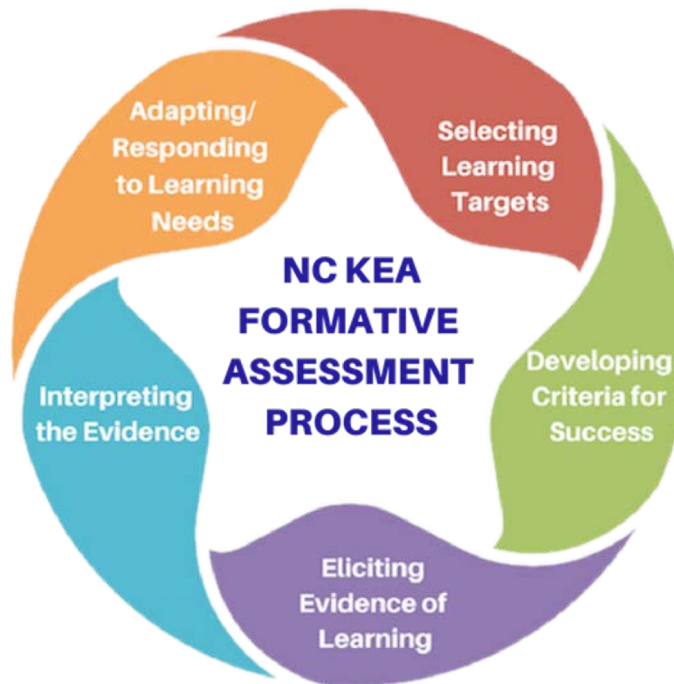 NC KEA
FORMATIVE
ASSESSMENT
PROCESS
Selecting
Learning
Targets
Developing
Criteria for
Success
Eliciting
Evidence of
Learning
Interpreting
the Evidence
Adapting/
Responding
to Learning
Needs